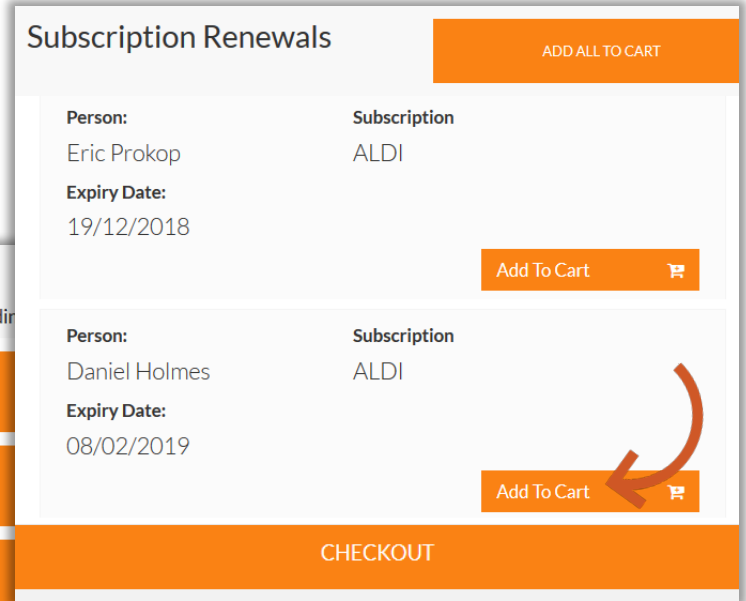 Subscription Renewals
ADD ALL TO CART
Person:
Subscription
Eric Prokop
ALDI
Expiry Date:
19/12/2018
Add To Cart
Person:
Subscription
Daniel Holmes
ALDI
Expiry Date:
08/02/2019
Add To Cart
CHECKOUT